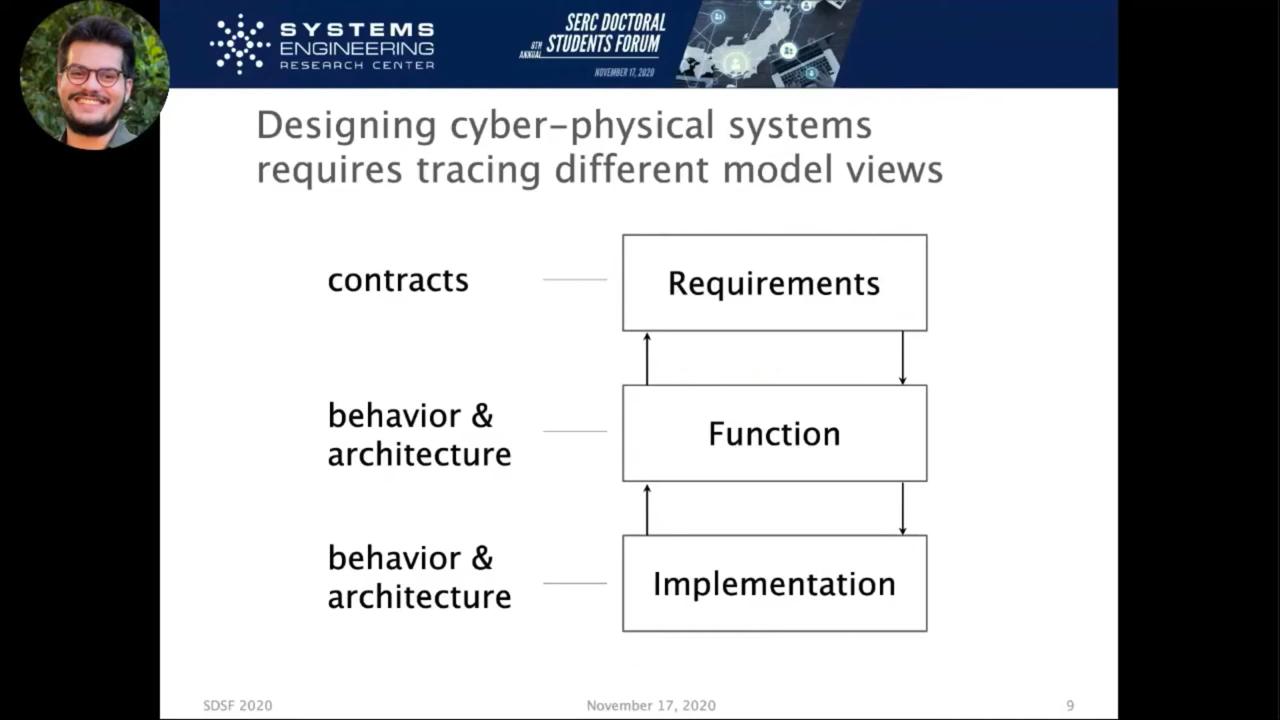 SYSTEMS
ENGINEERING
RESEARCH CENTER
SERC DOCTORAL
8TH ANNUAL STUDENTS FORUM
NOVEMBER 17, 2020
Designing cyber-physical systems
requires tracing different model views
contracts
Requirements
behavior &
architecture
Function
behavior &
architecture
Implementation
SDSF 2020
November 17, 2020
9